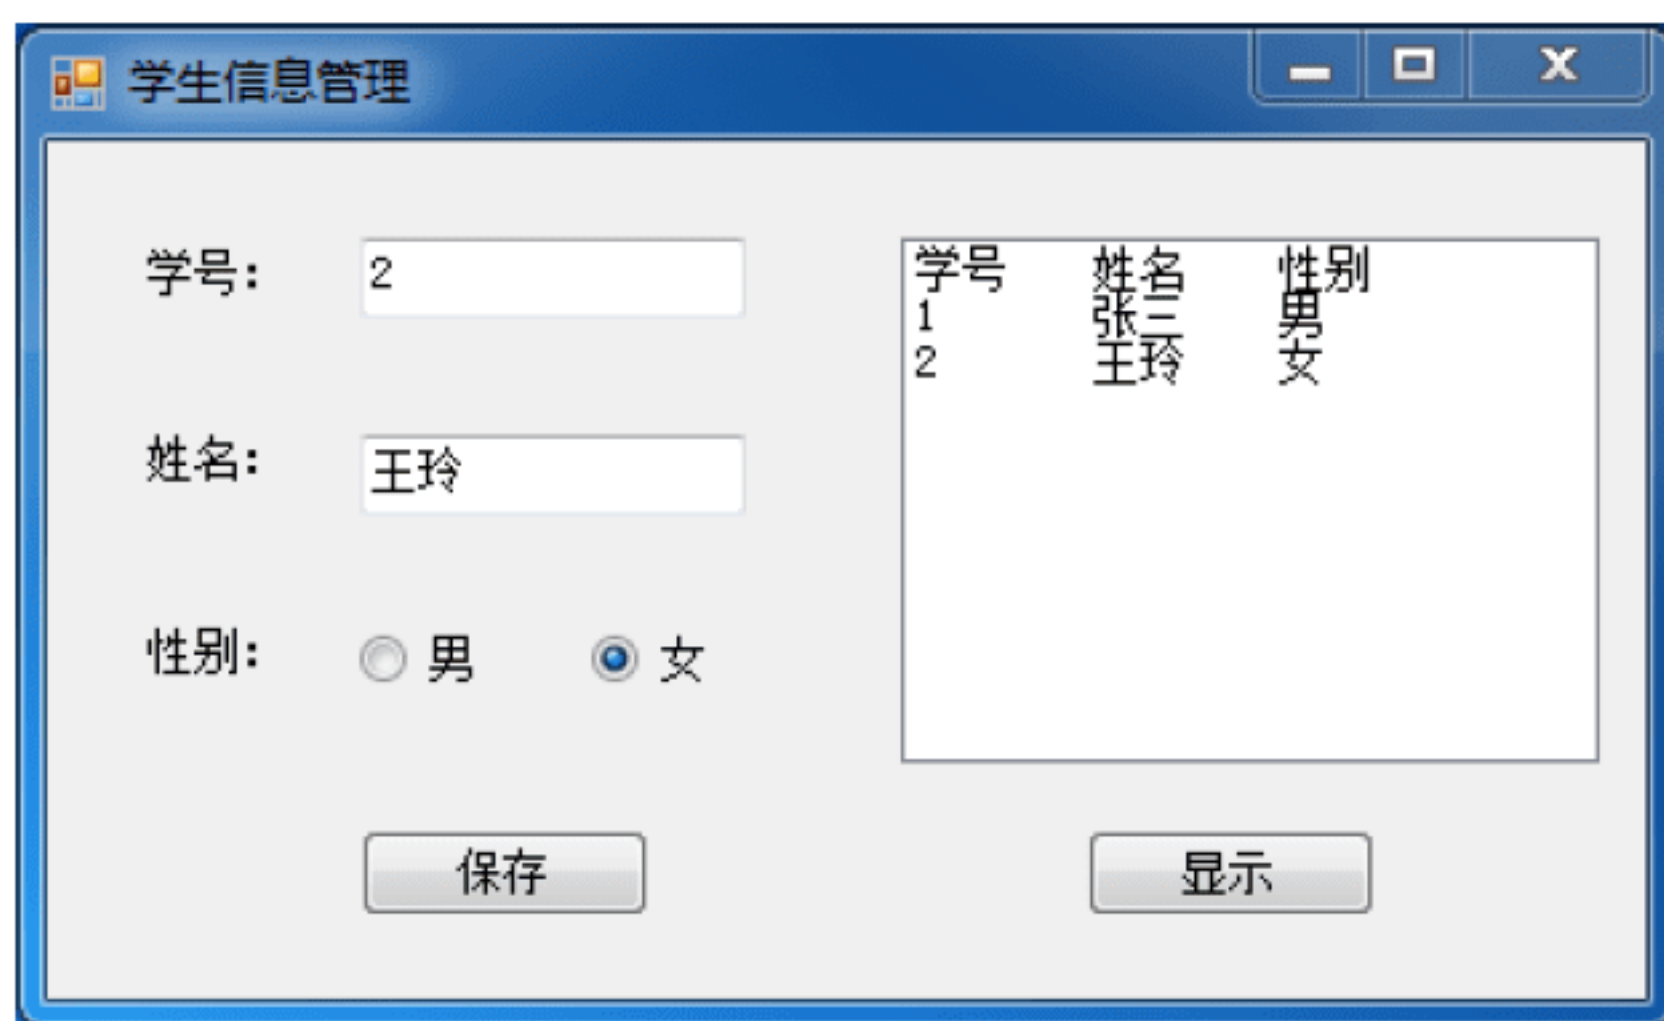 学生信息管理
学号： 2
姓名： 王玲
性别： 男 女
保存
学号 姓名 性别
1 张三 男
2 王玲 女
显示